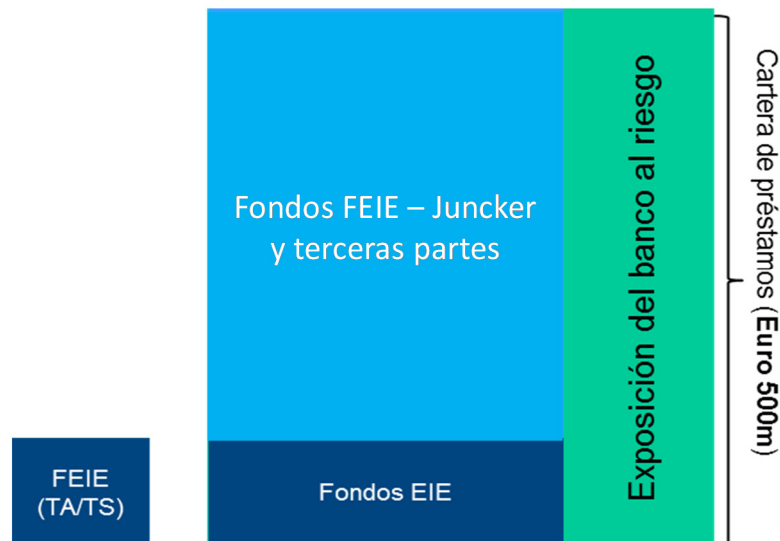 Fondos FEIE – Juncker
y terceras partes
Exposición del banco al riesgo
Cartera de préstamos (Euro 500m)
FEIE
(TA/TS)
Fondos EIE